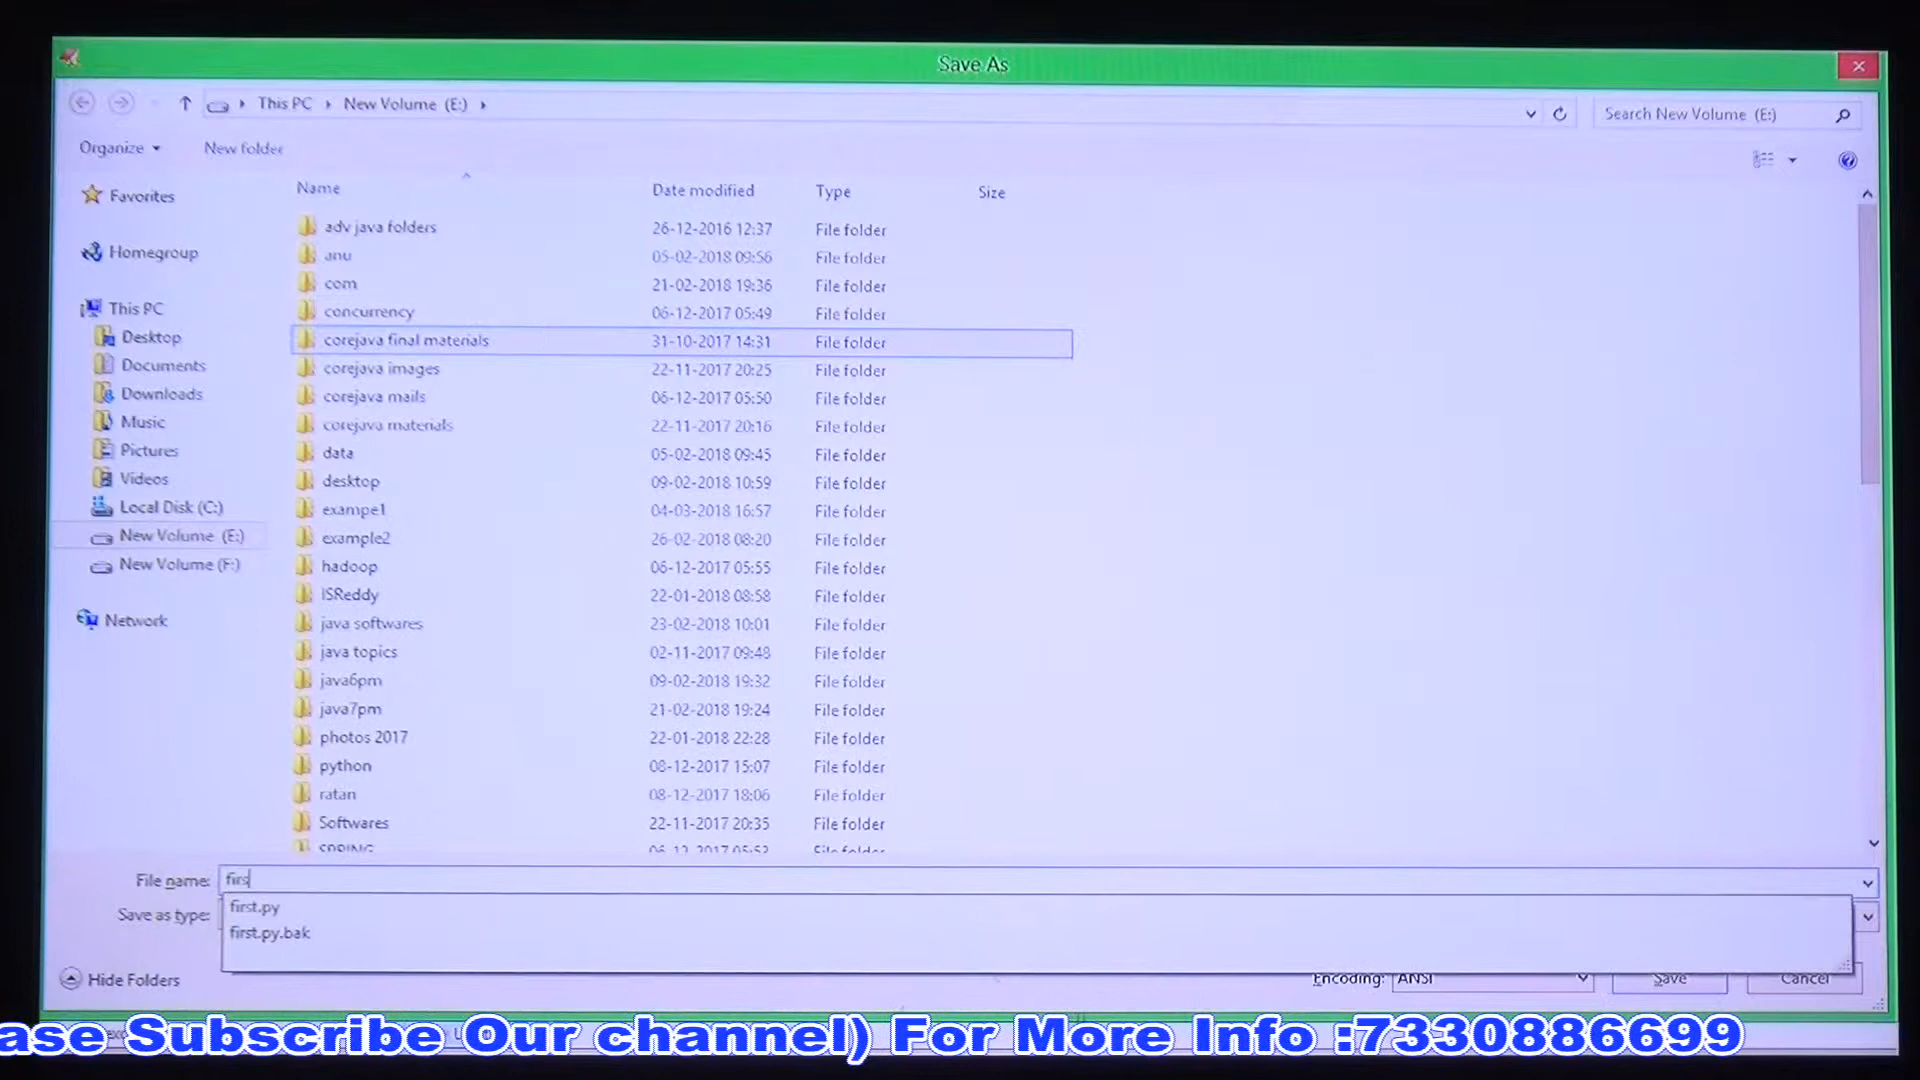 Save As
This PC New Volume (E:)
Search New Volume (E:)
Organize New folder
Name Date modified Type Size
Favorites
Homegroup
This PC
Desktop
Documents
Downloads
Music
Pictures
Videos
Local Disk (C:)
New Volume (E:)
New Volume (F:)
Network
adv java folders 26-12-2016 12:37 File folder
anu 05-02-2018 09:56 File folder
com 21-02-2018 19:36 File folder
concurrency 06-12-2017 05:49 File folder
corejava final materials 31-10-2017 14:31 File folder
corejava images 22-11-2017 20:25 File folder
corejava mails 06-12-2017 05:50 File folder
corejava materials 22-11-2017 20:16 File folder
data 05-02-2018 09:45 File folder
desktop 09-02-2018 10:59 File folder
exampe1 04-03-2018 16:57 File folder
example2 26-02-2018 08:20 File folder
hadoop 06-12-2017 05:55 File folder
ISReddy 22-01-2018 08:58 File folder
java softwares 23-02-2018 10:01 File folder
java topics 02-11-2017 09:48 File folder
java6pm 09-02-2018 19:32 File folder
java7pm 21-02-2018 19:24 File folder
photos 2017 22-01-2018 22:28 File folder
python 08-12-2017 15:07 File folder
ratan 08-12-2017 18:06 File folder
Softwares 22-11-2017 20:35 File folder
File name: firs
Save as type:
first.py
first.py.bak
Hide Folders
Encoding: ANSI Save Cancel
ase Subscribe Our channel) For More Info :7330886699